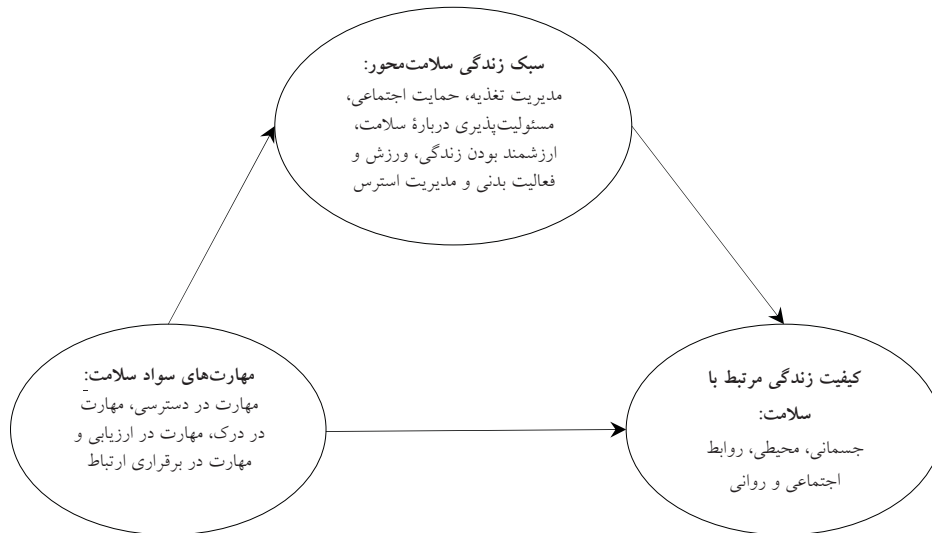 سبک زندگی سلامت‌محور:
مدیریت تغذیه، حمایت اجتماعی،
مسئولیت‌پذیری دربارهٔ سلامت،
ارزشمند بودن زندگی، ورزش و
فعالیت بدنی و مدیریت استرس
مهارت‌های سواد سلامت:
مهارت در دسترسی، مهارت
در درک، مهارت در ارزیابی و
مهارت در برقراری ارتباط
کیفیت زندگی مرتبط با
سلامت:
جسمانی، محیطی، روابط
اجتماعی و روانی